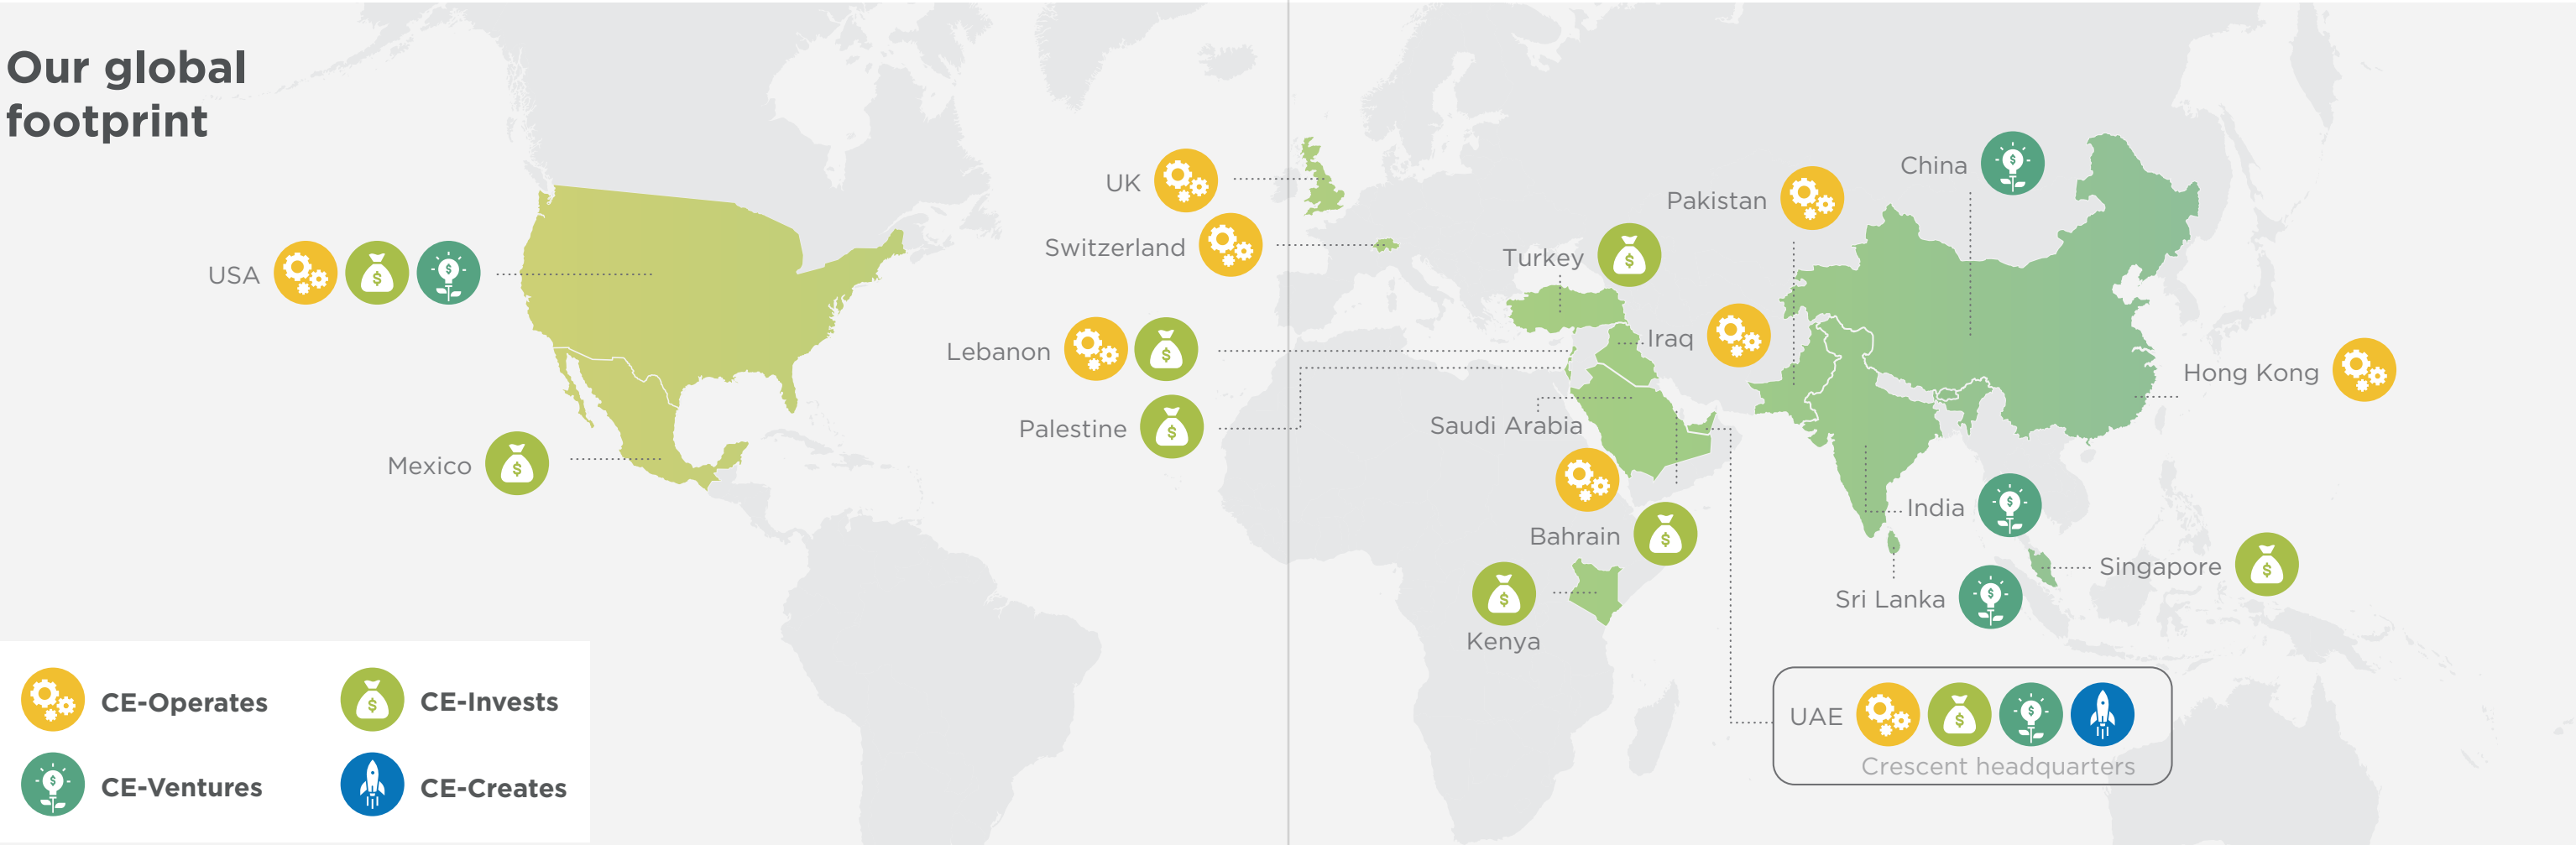 Our global
footprint
USA
Mexico
UK
Switzerland
Lebanon
Palestine
Turkey
Iraq
Pakistan
China
Hong Kong
Saudi Arabia
Bahrain
Kenya
India
Sri Lanka
Singapore
UAE
Crescent headquarters
CE-Operates
CE-Invests
CE-Ventures
CE-Creates